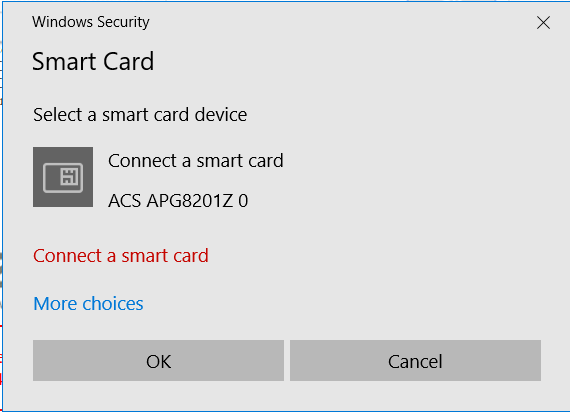 Windows Security
Smart Card
Select a smart card device
Connect a smart card
ACS APG8201Z 0
Connect a smart card
More choices
OK
Cancel